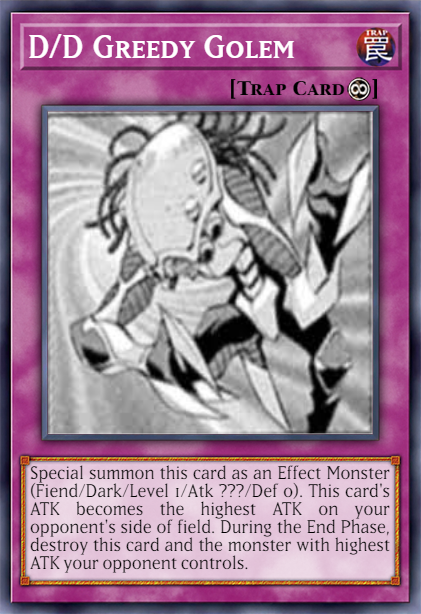 D/D Greedy Golem
TRAP
罠
[Trap Card∞]
Special summon this card as an Effect Monster
(Fiend/Dark/Level 1/Atk ???/Def 0). This card's
ATK becomes the highest ATK on your
opponent's side of field. During the End Phase,
destroy this card and the monster with highest
ATK your opponent controls.